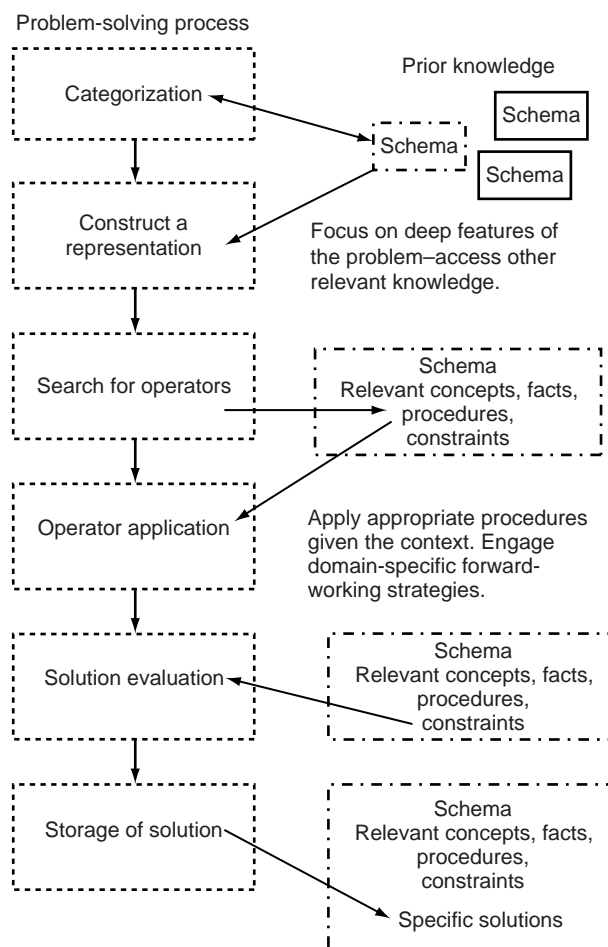 Problem-solving process
Prior knowledge
Categorization
Schema
Schema
Schema
Construct a
representation
Focus on deep features of
the problem–access other
relevant knowledge.
Search for operators
Schema
Relevant concepts, facts,
procedures,
constraints
Operator application
Apply appropriate procedures
given the context. Engage
domain-specific forward-
working strategies.
Solution evaluation
Schema
Relevant concepts, facts,
procedures,
constraints
Storage of solution
Schema
Relevant concepts, facts,
procedures,
constraints
Specific solutions